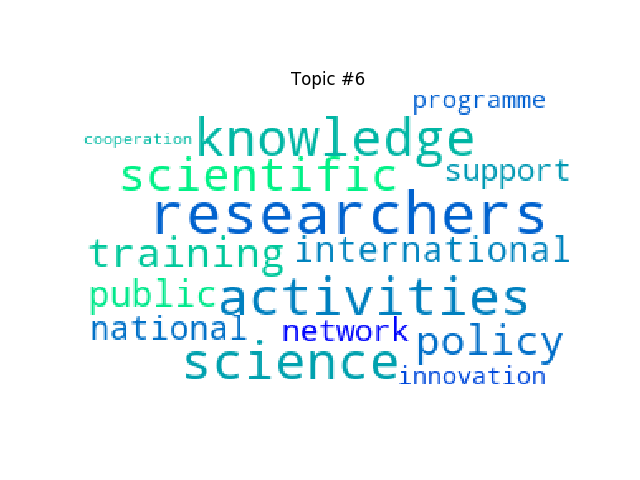 Topic #6
programme
cooperation knowledge
scientific support
researchers
training international
public activities
national network policy
science innovation